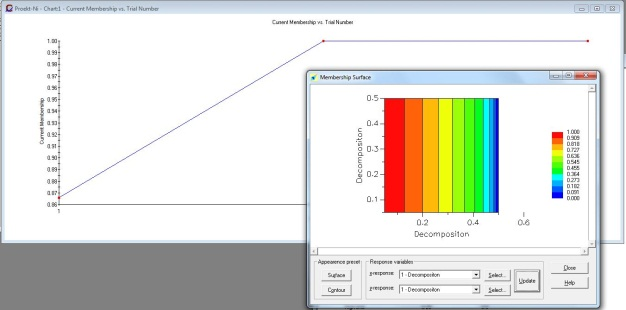 Proskt-Ni - Chart1 - Current Membership vs. Trial Number
Current Membership vs. Trial Number
1.00
0.99
0.99
0.98
0.97
0.96
0.95
0.94
0.93
0.92
0.91
0.90
0.89
0.88
0.87
0.86
Current Membership
1
Membership Surface
0.5
0.4
0.3
0.2
0.1
Decompositon
0.2 0.4 0.6
Decompositon
1.000
0.909
0.818
0.727
0.636
0.545
0.455
0.364
0.273
0.182
0.091
0.000
Appearence preset
Surface
Contour
Response variables
x-response: 1 - Decompositon Select...
y-response: 1 - Decompositon Select...
Update
Close
Help